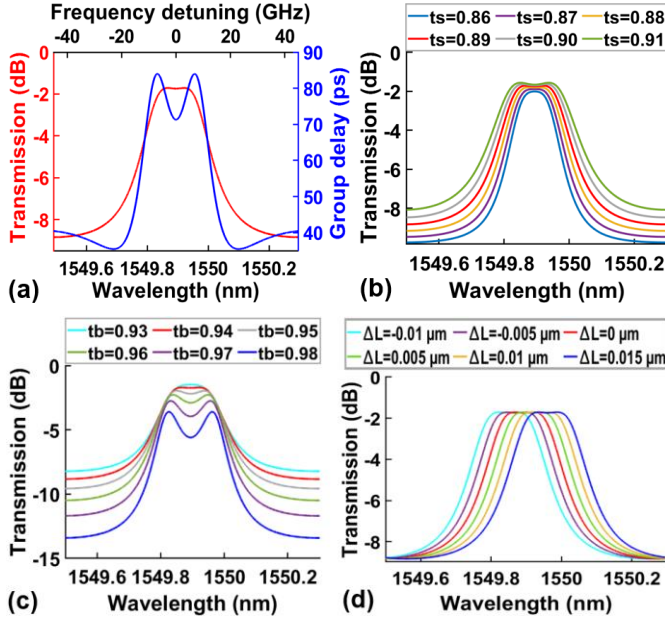 Frequency detuning (GHz)
-40 -20 0 20 40
Transmission (dB)
-2
-4
-6
-8
90
80
70
60
50
40
Group delay (ps)
1549.6 1549.8 1550 1550.2
Wavelength (nm)
(a)
ts=0.86 ts=0.87 ts=0.88
ts=0.89 ts=0.90 ts=0.91
Transmission (dB)
-2
-4
-6
-8
1549.6 1549.8 1550 1550.2
Wavelength (nm)
(b)
tb=0.93 tb=0.94 tb=0.95
tb=0.96 tb=0.97 tb=0.98
Transmission (dB)
0
-5
-10
-15
1549.6 1549.8 1550 1550.2
Wavelength (nm)
(c)
ΔL=-0.01 μm ΔL=-0.005 μm ΔL=0 μm
ΔL=0.005 μm ΔL=0.01 μm ΔL=0.015 μm
Transmission (dB)
0
-2
-4
-6
-8
1549.6 1549.8 1550 1550.2
Wavelength (nm)
(d)